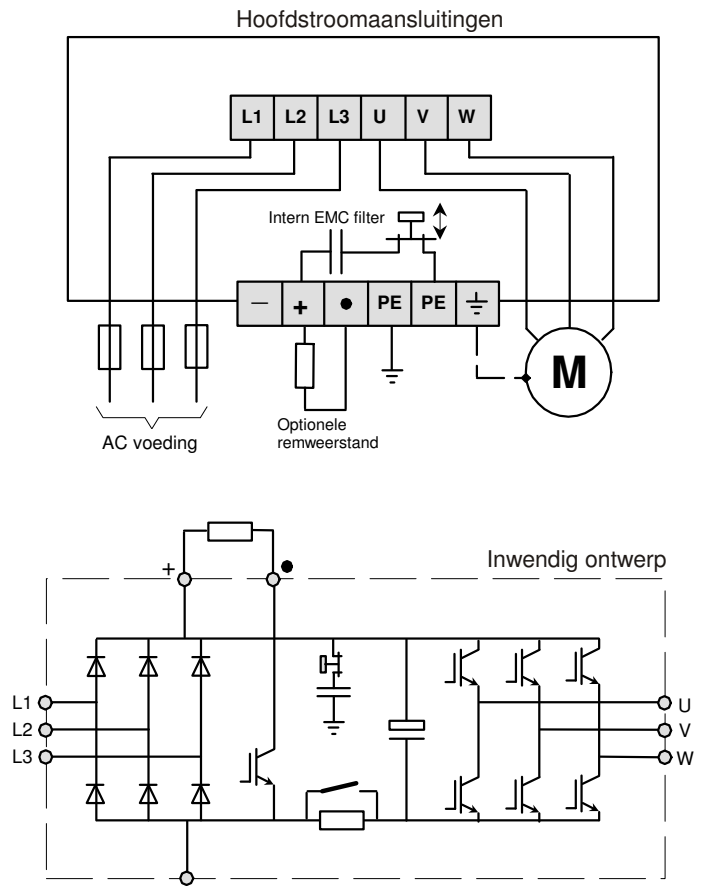 Hoofdstroomaansluitingen
L1 L2 L3 U V W
Intern EMC filter
— + ● PE PE ⏚
M
Optionele
remweerstand
AC voeding
Inwendig ontwerp
+ ●
L1
L2
L3
U
V
W